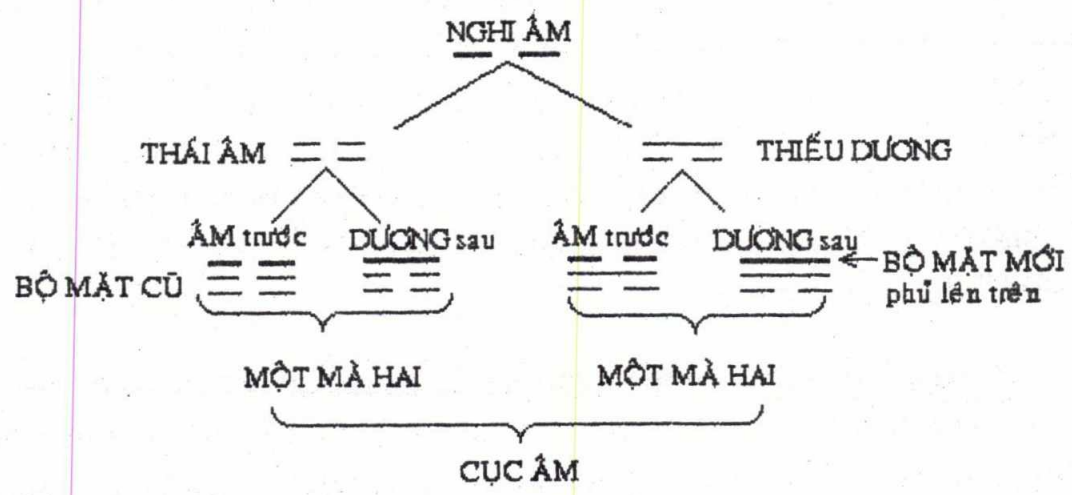 NGHI ÂM
THÁI ÂM
THIẾU DƯƠNG
ÂM trước
DƯƠNG sau
ÂM trước
DƯƠNG sau
BỘ MẶT CŨ
BỘ MẶT MỚI
phủ lên trên
MỘT MÀ HAI
MỘT MÀ HAI
CỤC ÂM